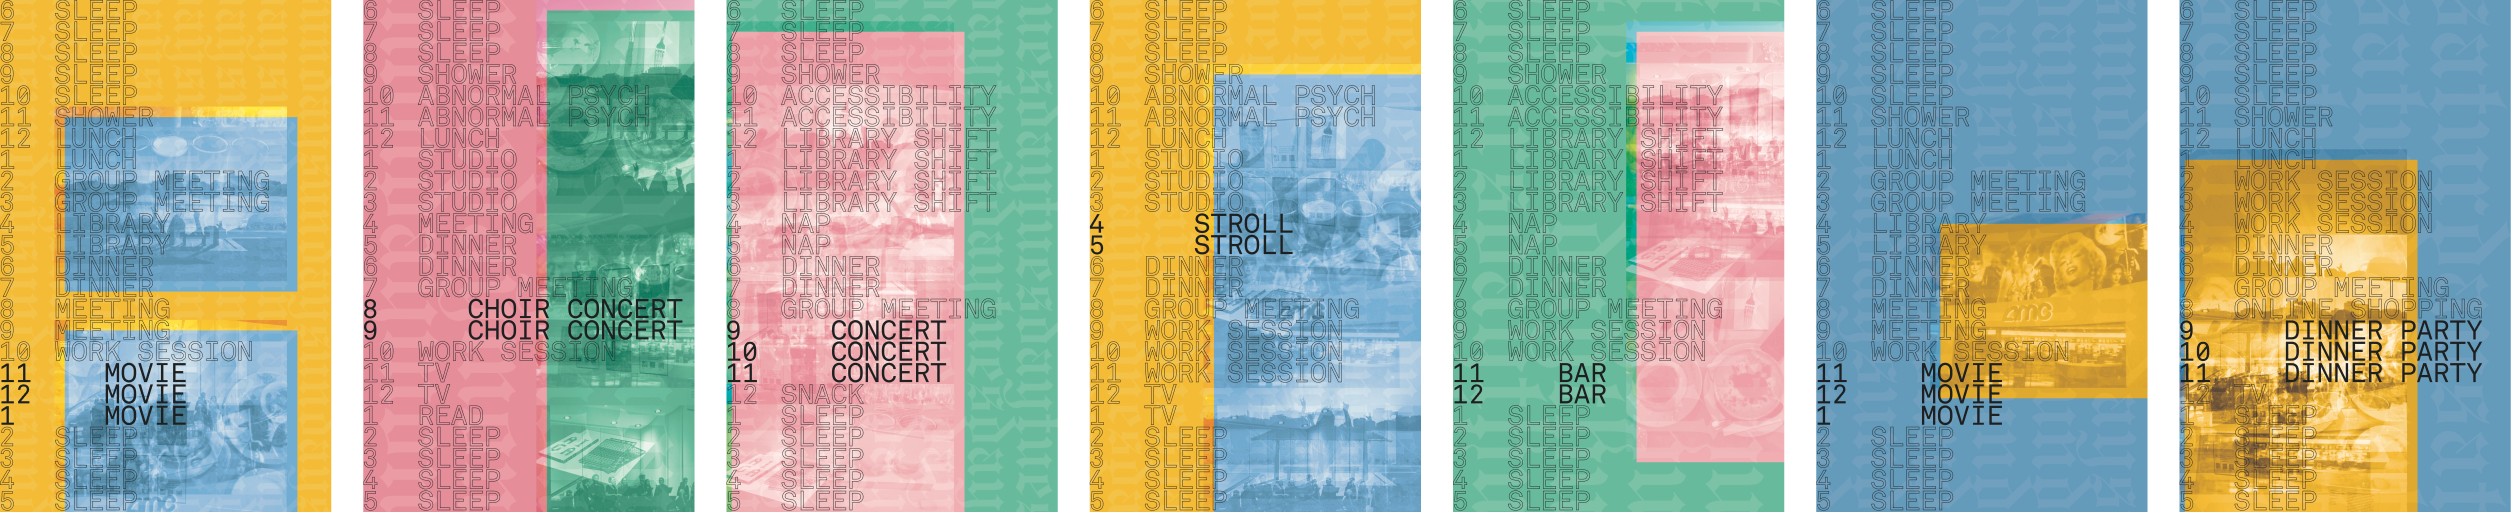 6 SLEEP
7 SLEEP
8 SLEEP
9 SLEEP
10 SLEEP
11 SHOWER
12 LUNCH
1 LUNCH
2 GROUP MEETING
3 GROUP MEETING
4 LIBRARY
5 LIBRARY
6 DINNER
7 DINNER
8 MEETING
9 MEETING
10 WORK SESSION
11 MOVIE
12 MOVIE
1 MOVIE
2 SLEEP
3 SLEEP
4 SLEEP
5 SLEEP
6 SLEEP
7 SLEEP
8 SLEEP
9 SHOWER
10 ABNORMAL PSYCH
11 ABNORMAL PSYCH
12 LUNCH
1 STUDIO
2 STUDIO
3 STUDIO
4 MEETING
5 DINNER
6 DINNER
7 GROUP MEETING
8 CHOIR CONCERT
9 CHOIR CONCERT
10 WORK SESSION
11 TV
12 TV
1 READ
2 SLEEP
3 SLEEP
4 SLEEP
5 SLEEP
6 SLEEP
7 SLEEP
8 SLEEP
9 SHOWER
10 ACCESSIBILITY
11 ACCESSIBILITY
12 LIBRARY SHIFT
1 LIBRARY SHIFT
2 LIBRARY SHIFT
3 LIBRARY SHIFT
4 NAP
5 NAP
6 DINNER
7 DINNER
8 GROUP MEETING
9 CONCERT
10 CONCERT
11 CONCERT
12 SNACK
1 SLEEP
2 SLEEP
3 SLEEP
4 SLEEP
5 SLEEP
6 SLEEP
7 SLEEP
8 SLEEP
9 SHOWER
10 ABNORMAL PSYCH
11 ABNORMAL PSYCH
12 LUNCH
1 STUDIO
2 STUDIO
3 STUDIO
4 STROLL
5 STROLL
6 DINNER
7 DINNER
8 GROUP MEETING
9 WORK SESSION
10 WORK SESSION
11 WORK SESSION
12 TV
1 TV
2 SLEEP
3 SLEEP
4 SLEEP
5 SLEEP
6 SLEEP
7 SLEEP
8 SLEEP
9 SHOWER
10 ACCESSIBILITY
11 ACCESSIBILITY
12 LIBRARY SHIFT
1 LIBRARY SHIFT
2 LIBRARY SHIFT
3 LIBRARY SHIFT
4 NAP
5 NAP
6 DINNER
7 DINNER
8 GROUP MEETING
9 WORK SESSION
10 WORK SESSION
11 BAR
12 BAR
1 SLEEP
2 SLEEP
3 SLEEP
4 SLEEP
5 SLEEP
6 SLEEP
7 SLEEP
8 SLEEP
9 SLEEP
10 SLEEP
11 SHOWER
12 LUNCH
1 LUNCH
2 GROUP MEETING
3 GROUP MEETING
4 LIBRARY
5 LIBRARY
6 DINNER
7 DINNER
8 MEETING
9 MEETING
10 WORK SESSION
11 MOVIE
12 MOVIE
1 MOVIE
2 SLEEP
3 SLEEP
4 SLEEP
5 SLEEP
amc
6 SLEEP
7 SLEEP
8 SLEEP
9 SLEEP
10 SLEEP
11 SHOWER
12 LUNCH
1 LUNCH
2 WORK SESSION
3 WORK SESSION
4 WORK SESSION
5 DINNER
6 DINNER
7 GROUP MEETING
8 ONLINE SHOPPING
9 DINNER PARTY
10 DINNER PARTY
11 DINNER PARTY
12 TV
1 SLEEP
2 SLEEP
3 SLEEP
4 SLEEP
5 SLEEP